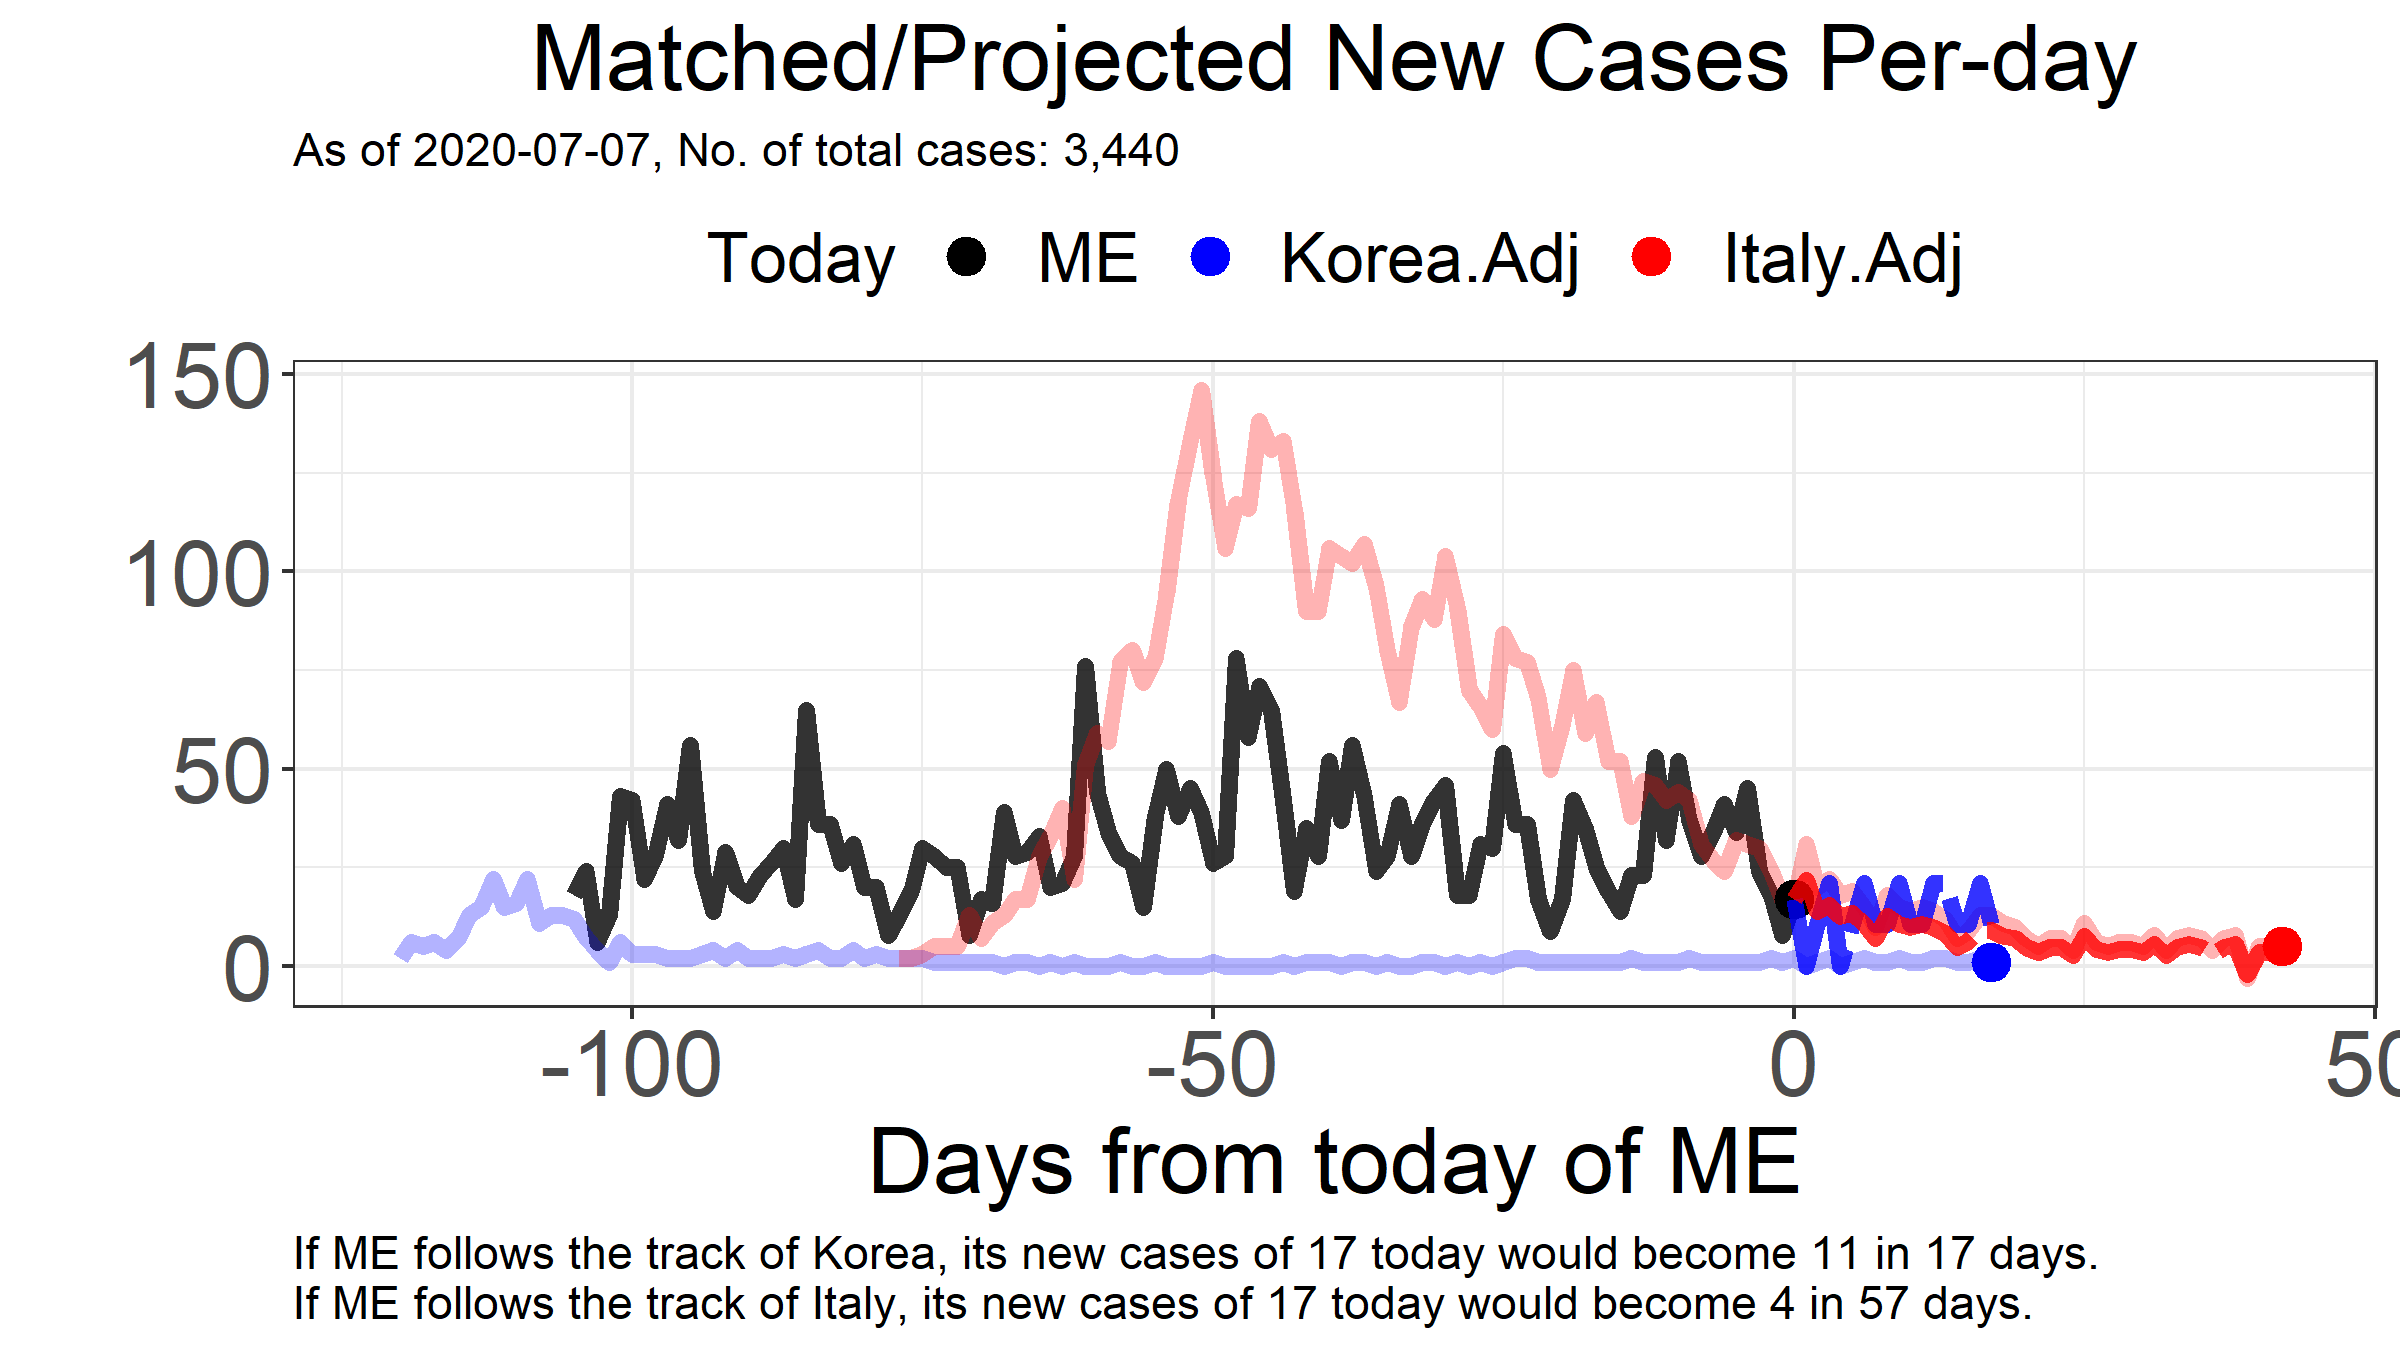 Matched/Projected New Cases Per-day
As of 2020-07-07, No. of total cases: 3,440
Today ME Korea.Adj Italy.Adj
150
100
50
0
-100 -50 0 50
Days from today of ME
If ME follows the track of Korea, its new cases of 17 today would become 11 in 17 days.
If ME follows the track of Italy, its new cases of 17 today would become 4 in 57 days.